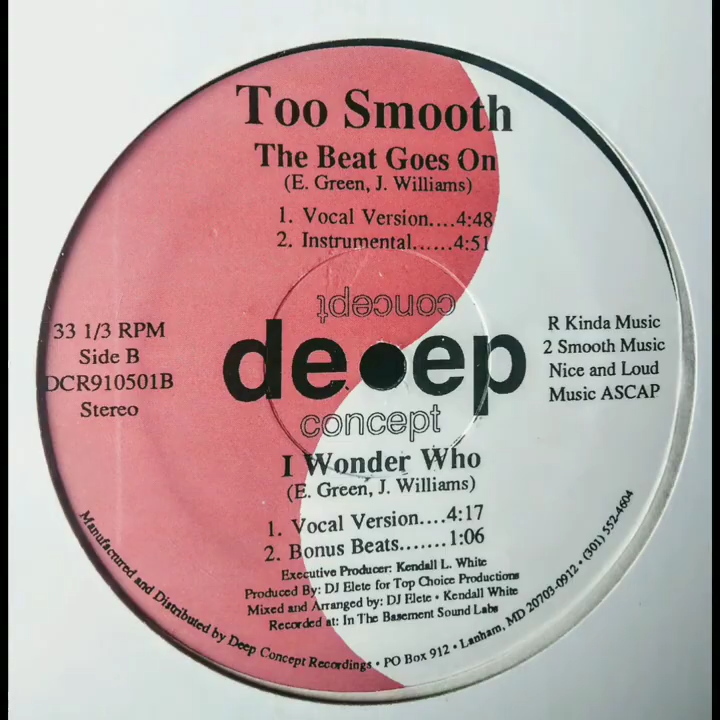 Too Smooth
The Beat Goes On
(E. Green, J. Williams)
1. Vocal Version....4:48
2. Instrumental......4:51
concept
33 1/3 RPM
Side B
DCR910501B
Stereo
de●ep
R Kinda Music
2 Smooth Music
Nice and Loud
Music ASCAP
concept
I Wonder Who
(E. Green, J. Williams)
1. Vocal Version....4:17
2. Bonus Beats.......1:06
Executive Producer: Kendall L. White
Produced By: DJ Elete for Top Choice Productions
Mixed and Arranged by: DJ Elete • Kendall White
Recorded at: In The Basement Sound Labs
Manufactured and Distributed by Deep Concept Recordings • PO Box 912 • Lanham, MD 20703-0912 • (301) 552-4604